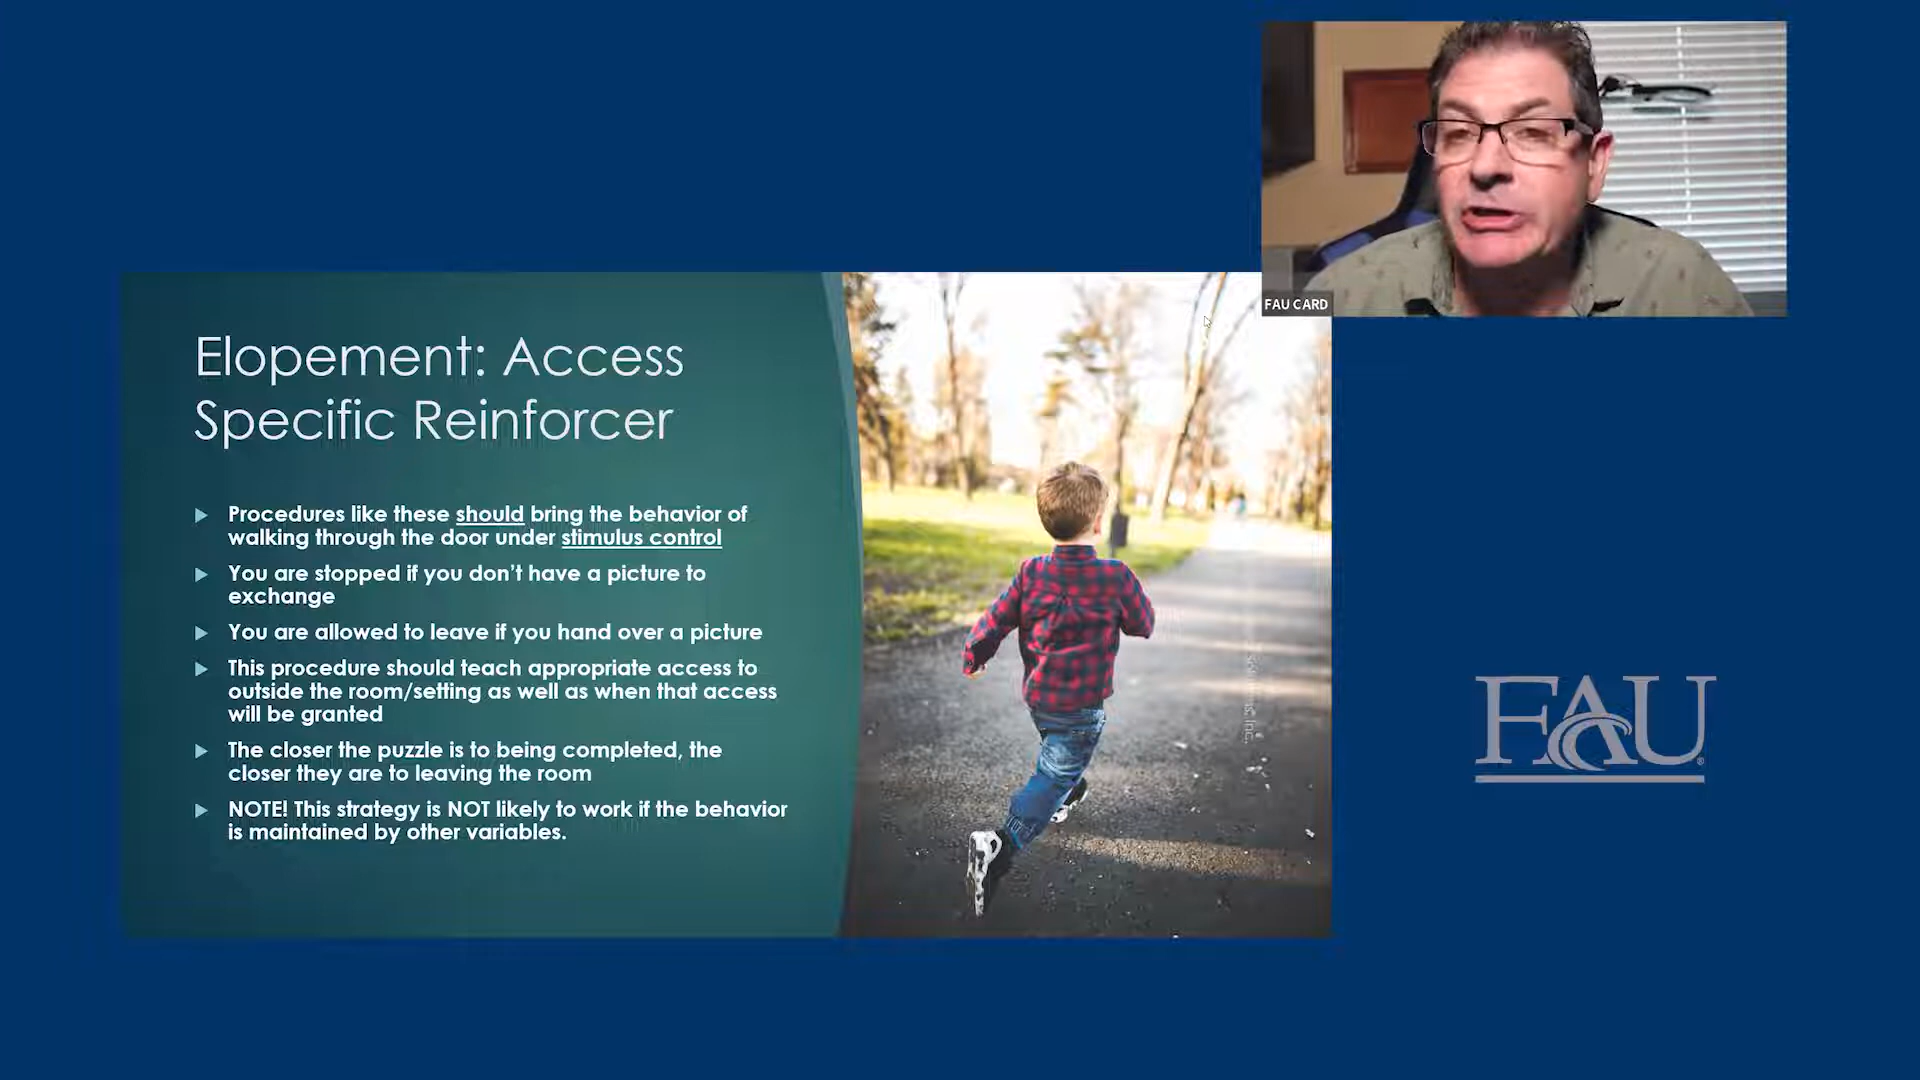 FAU CARD
Elopement: Access
Specific Reinforcer
Procedures like these should bring the behavior of
walking through the door under stimulus control
You are stopped if you don't have a picture to
exchange
You are allowed to leave if you hand over a picture
This procedure should teach appropriate access to
outside the room/setting as well as when that access
will be granted
The closer the puzzle is to being completed, the
closer they are to leaving the room
NOTE! This strategy is NOT likely to work if the behavior
is maintained by other variables.
Inc.
FAU